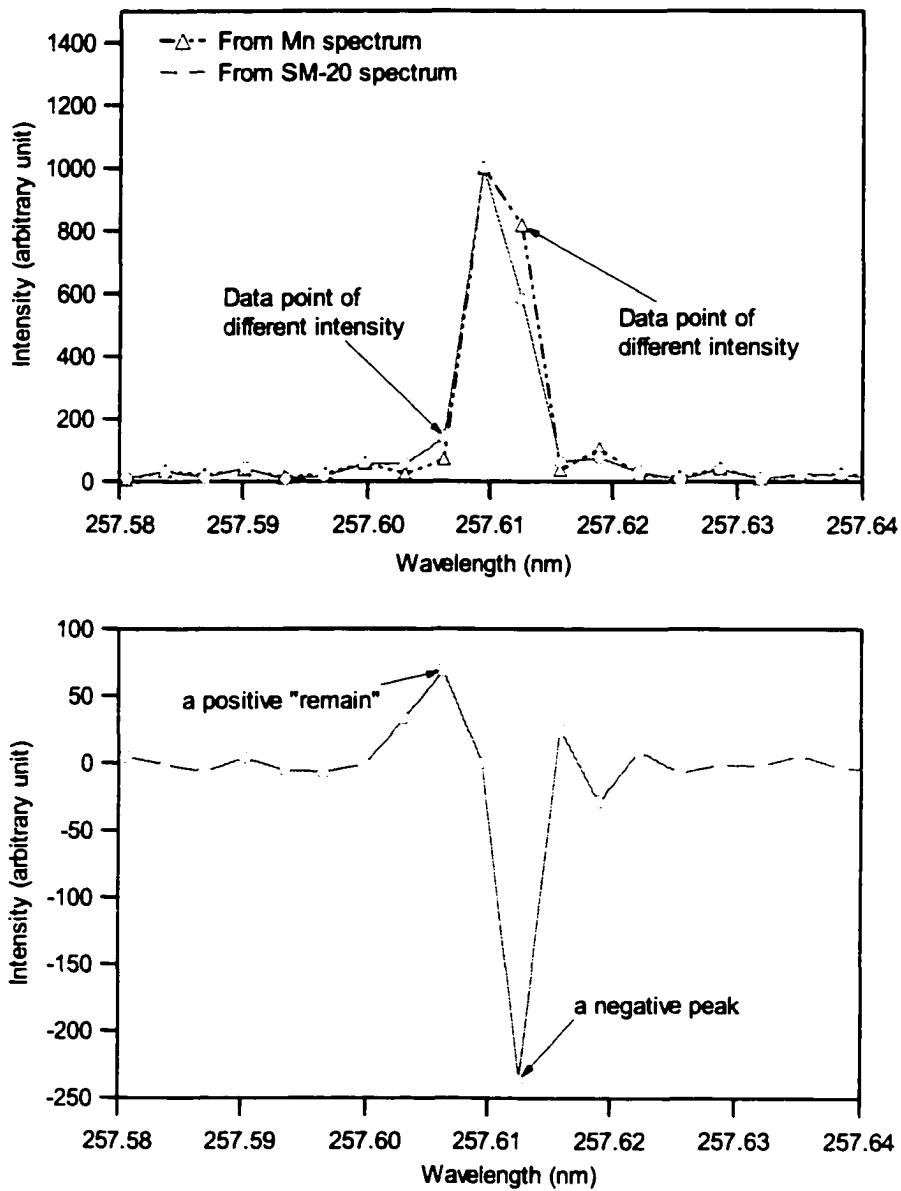 1400
1200
1000
800
600
400
200
0
Intensity (arbitrary unit)
From Mn spectrum
From SM-20 spectrum
Data point of
different intensity
Data point of
different intensity
257.58 257.59 257.60 257.61 257.62 257.63 257.64
Wavelength (nm)
100
50
0
-50
-100
-150
-200
-250
Intensity (arbitrary unit)
a positive "remain"
a negative peak
257.58 257.59 257.60 257.61 257.62 257.63 257.64
Wavelength (nm)